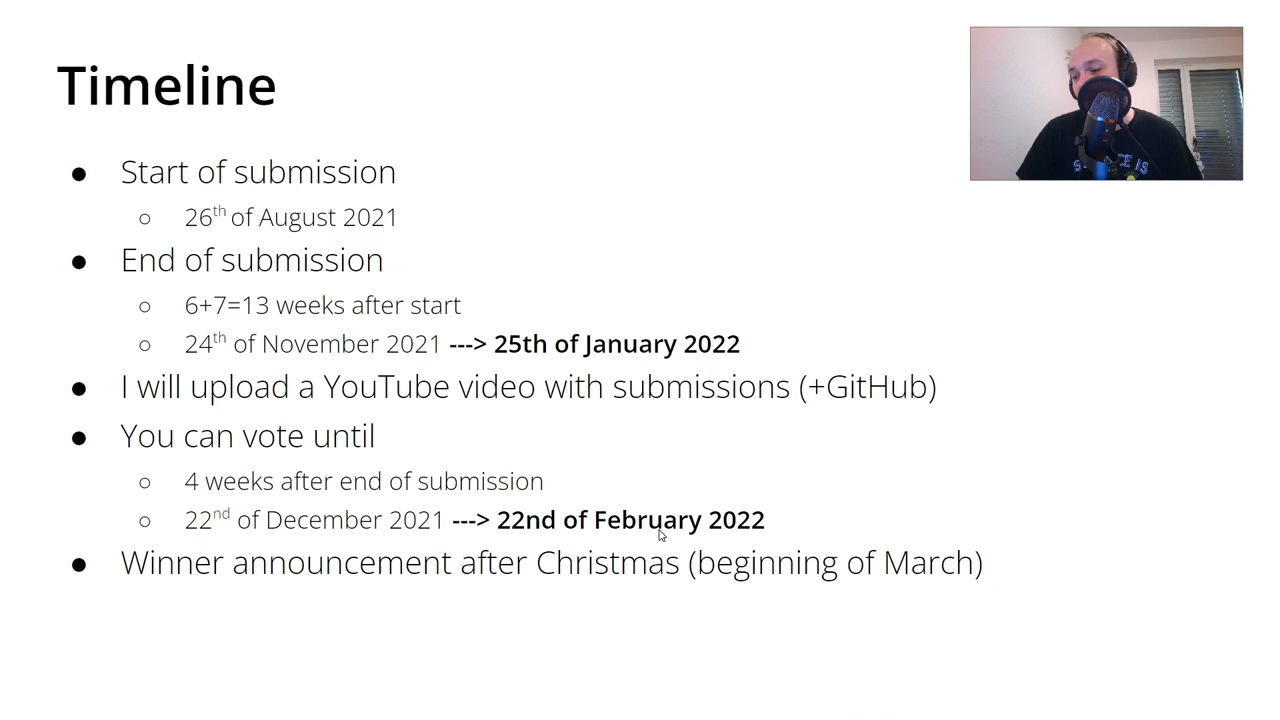 Timeline
● Start of submission
○ 26th of August 2021
● End of submission
○ 6+7=13 weeks after start
○ 24th of November 2021 ---> 25th of January 2022
● I will upload a YouTube video with submissions (+GitHub)
● You can vote until
○ 4 weeks after end of submission
○ 22nd of December 2021 ---> 22nd of February 2022
● Winner announcement after Christmas (beginning of March)
IS